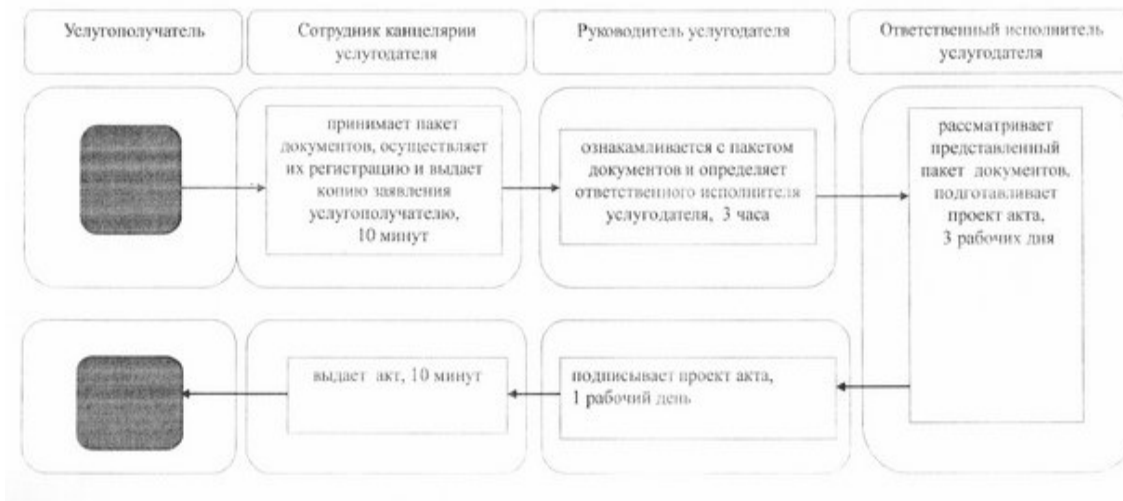 Услугополучатель
Сотрудник канцелярии
услугодателя
Руководитель услугодателя
Ответственный исполнитель
услугодателя
принимает пакет
документов, осуществляет
их регистрацию и выдает
копию заявления
услугополучателю,
10 минут
ознакамливается с пакетом
документов и определяет
ответственного исполнителя
услугодателя, 3 часа
рассматривает
представленный
пакет документов,
подготавливает
проект акта,
3 рабочих дня
выдает акт, 10 минут
подписывает проект акта,
1 рабочий день